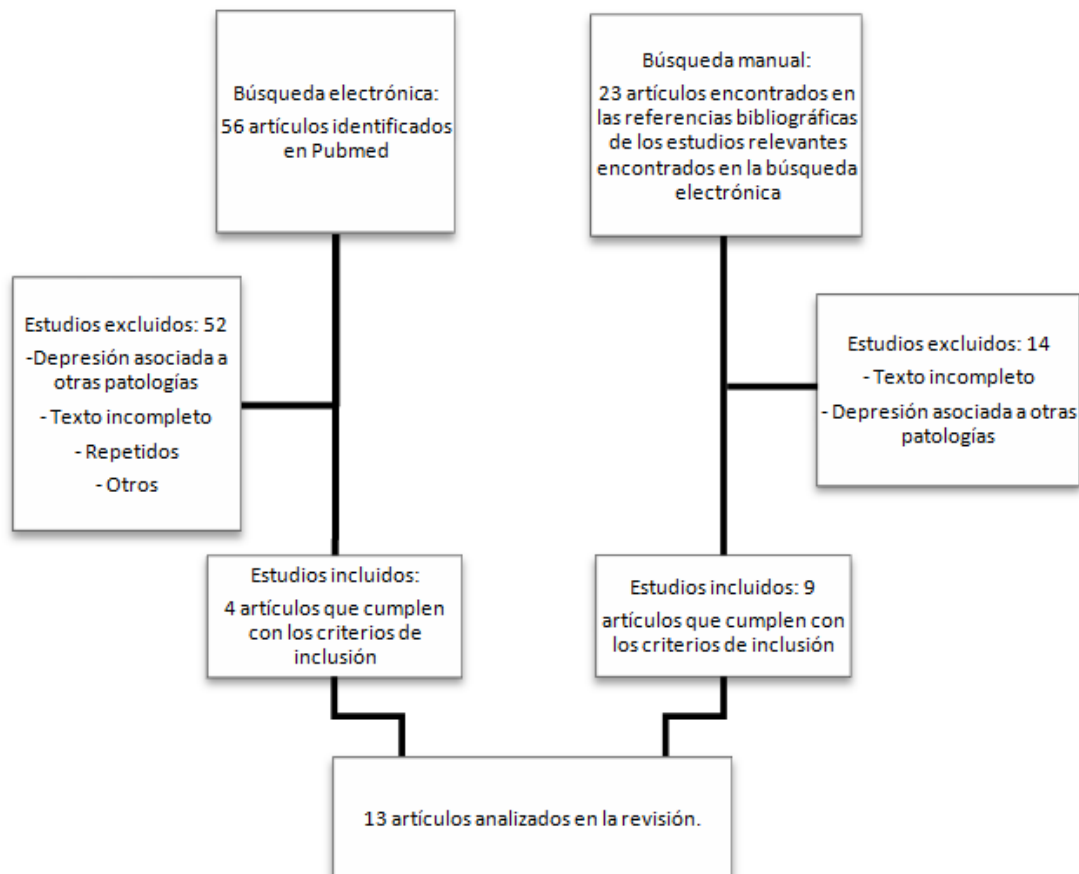 Búsqueda electrónica:
56 artículos identificados
en Pubmed
Búsqueda manual:
23 artículos encontrados en
las referencias bibliográficas
de los estudios relevantes
encontrados en la búsqueda
electrónica
Estudios excluidos: 52
-Depresión asociada a
otras patologías
- Texto incompleto
- Repetidos
- Otros
Estudios excluidos: 14
- Texto incompleto
- Depresión asociada a otras
patologías
Estudios incluidos:
4 artículos que cumplen
con los criterios de
inclusión
Estudios incluidos: 9
artículos que cumplen con
los criterios de inclusión
13 artículos analizados en la revisión.